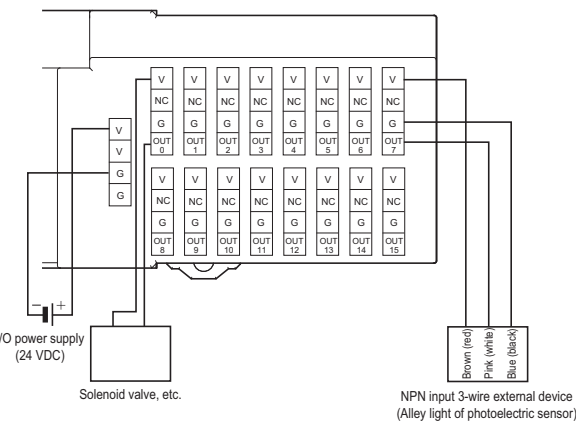 V V V V V V V V
NC NC NC NC NC NC NC NC
G G G G G G G G
OUT 0 OUT 1 OUT 2 OUT 3 OUT 4 OUT 5 OUT 6 OUT 7
V
V
G
G
V V V V V V V V
NC NC NC NC NC NC NC NC
G G G G G G G G
OUT 8 OUT 9 OUT 10 OUT 11 OUT 12 OUT 13 OUT 14 OUT 15
− +
/O power supply
(24 VDC)
Solenoid valve, etc.
Brown (red)
Pink (white)
Blue (black)
NPN input 3-wire external device
(Alley light of photoelectric sensor)